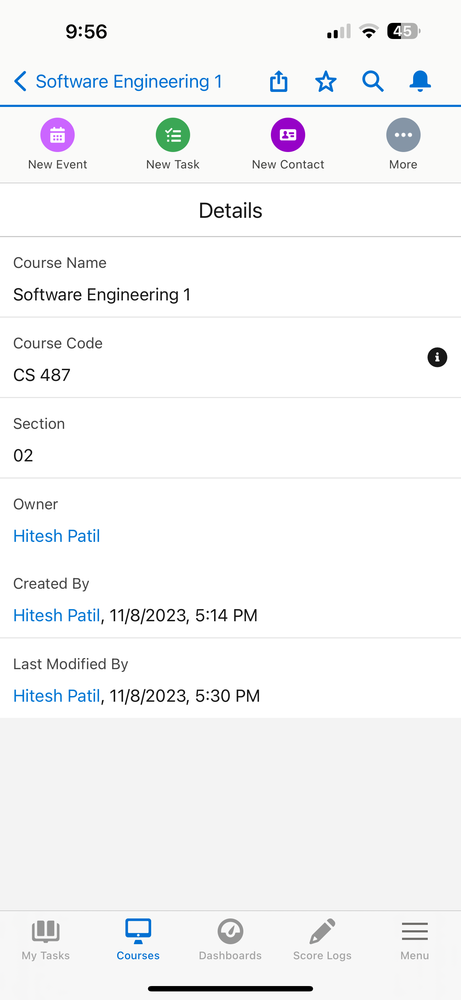 9:56
45
Software Engineering 1
New Event New Task New Contact More
Details
Course Name
Software Engineering 1
Course Code
CS 487
Section
02
Owner
Hitesh Patil
Created By
Hitesh Patil, 11/8/2023, 5:14 PM
Last Modified By
Hitesh Patil, 11/8/2023, 5:30 PM
My Tasks Courses Dashboards Score Logs Menu